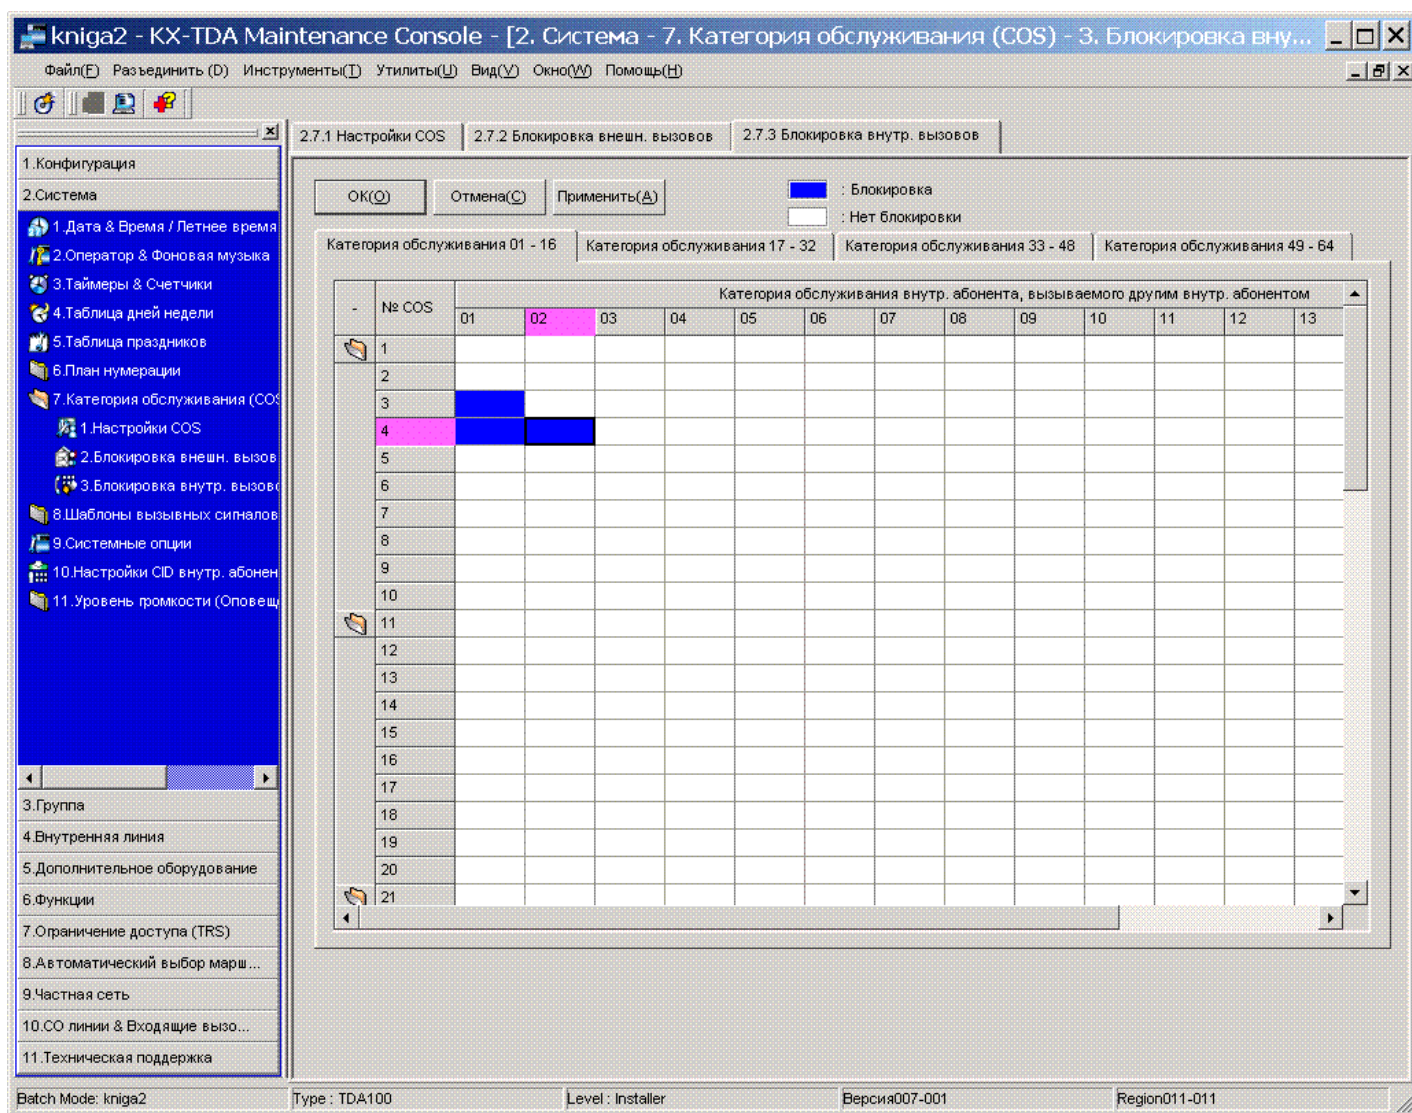 kniga2 - KX-TDA Maintenance Console - [2. Система - 7. Категория обслуживания (COS) - 3. Блокировка вну...
Файл(F) Разъединить (D) Инструменты(T) Утилиты(U) Вид(V) Окно(W) Помощь(H)
2.7.1 Настройки COS 2.7.2 Блокировка внешн. вызовов 2.7.3 Блокировка внутр. вызовов
1.Конфигурация
2.Система
1.Дата & Время / Летнее время
2.Оператор & Фоновая музыка
3.Таймеры & Счетчики
4.Таблица дней недели
5.Таблица праздников
6.План нумерации
7.Категория обслуживания (COS
1.Настройки COS
2.Блокировка внешн. вызов
3.Блокировка внутр. вызово
8.Шаблоны вызывных сигналов
9.Системные опции
10.Настройки CID внутр. абонен
11.Уровень громкости (Оповещ
3.Группа
4.Внутренняя линия
5.Дополнительное оборудование
6.Функции
7.Ограничение доступа (TRS)
8.Автоматический выбор марш...
9.Частная сеть
10.CO линии & Входящие вызо...
11.Техническая поддержка
OK(O) Отмена(C) Применить(A)
: Блокировка
: Нет блокировки
Категория обслуживания 01 - 16 Категория обслуживания 17 - 32 Категория обслуживания 33 - 48 Категория обслуживания 49 - 64
- № COS Категория обслуживания внутр. абонента, вызываемого другим внутр. абонентом
01 02 03 04 05 06 07 08 09 10 11 12 13
1
2
3
4
5
6
7
8
9
10
11
12
13
14
15
16
17
18
19
20
21
Batch Mode: kniga2 Type : TDA100 Level : Installer Версия007-001 Region011-011